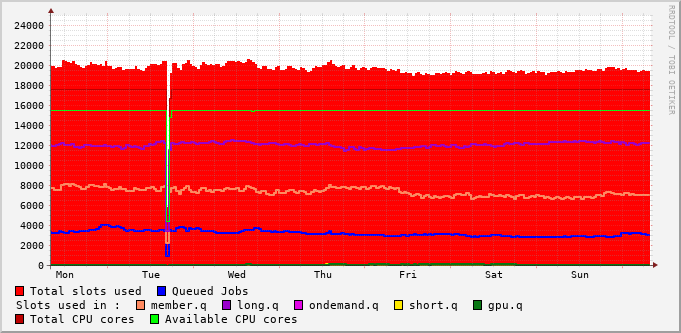 24000
22000
20000
18000
16000
14000
12000
10000
8000
6000
4000
2000
0
Mon Tue Wed Thu Fri Sat Sun
Total slots used Queued Jobs
Slots used in : member.q long.q ondemand.q short.q gpu.q
Total CPU cores Available CPU cores
RRDTOOL / TOBI OETIKER